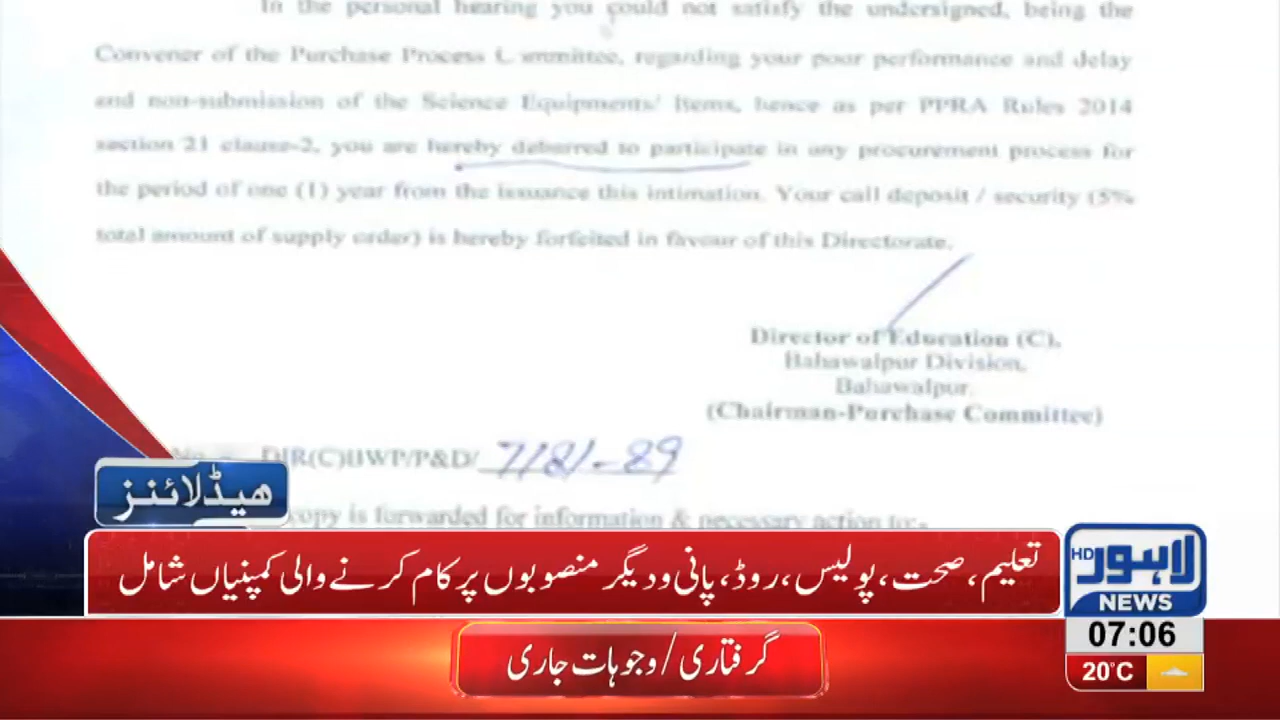 In the personal hearing you could not satisfy the undersigned, being the
Convener of the Purchase Process Committee, regarding your poor performance and delay
and non-submission of the Science Equipments/ Items, hence as per PPRA Rules 2014
section 21 clause-2, you are hereby debarred to participate in any procurement process for
the period of one (1) year from the issuance this intimation. Your call deposit / security (5%
total amount of supply order) is hereby forfeited in favour of this Directorate.
Director of Education (C),
Bahawalpur Division,
Bahawalpur.
(Chairman-Purchase Committee)
No. DIR(C)BWP/P&D/ 7181-89
copy is forwarded for information & necessary action to:-
ھیڈلائنز
تعلیم، صحت، پولیس، روڈ، پانی و دیگر منصوبوں پر کام کرنے والی کمپنیاں شامل
گرفتاری / وجوہات جاری
لاہور HD
NEWS
07:06
20°C